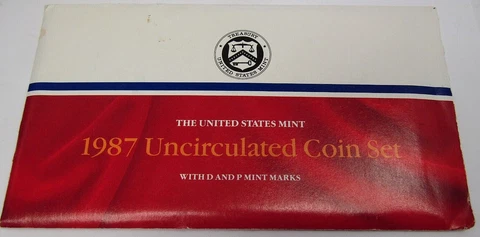 TREASURY
UNITED STATES MINT
THE UNITED STATES MINT
1987 Uncirculated Coin Set
WITH D AND P MINT MARKS